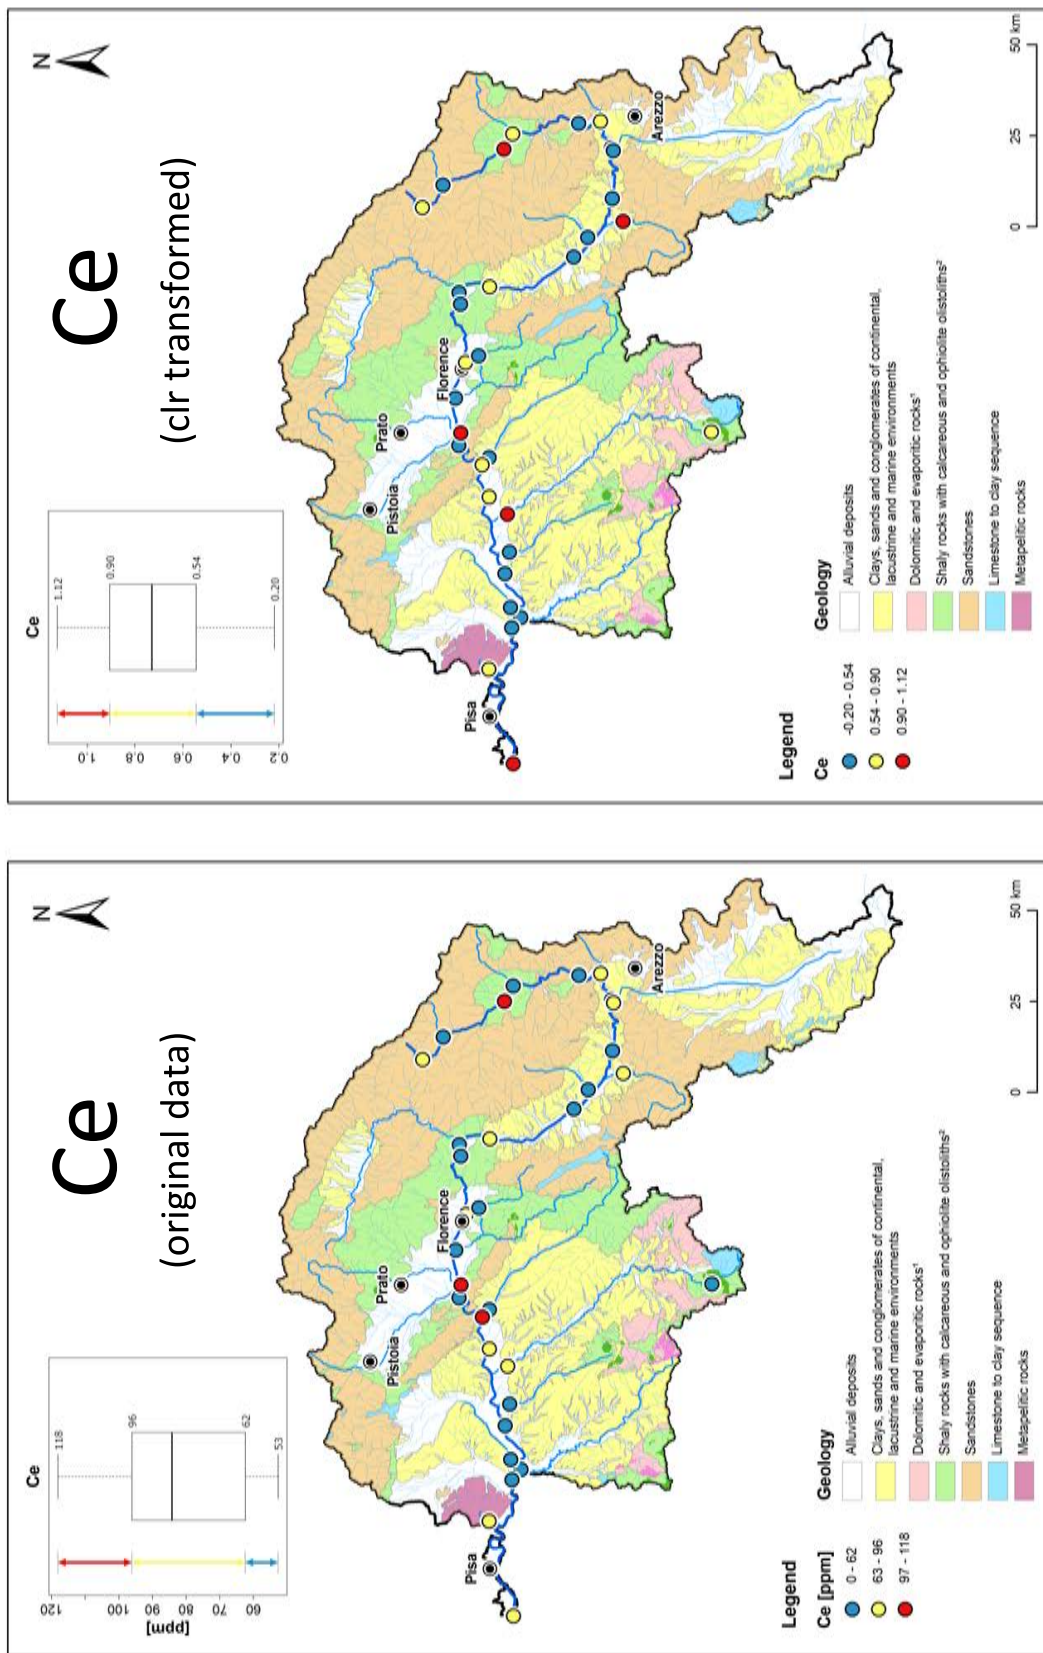 Ce
(original data)
N
Ce
120
110
100
90
80
70
60
[ppm]
118
96
62
53
Pistoia
Prato
Florence
Pisa
Arezzo
Legend
Ce [ppm]
0 - 62
63 - 96
97 - 118
Geology
Alluvial deposits
Clays, sands and conglomerates of continental,
lacustrine and marine environments
Dolomitic and evaporitic rocks¹
Shaly rocks with calcareous and ophiolite olistoliths²
Sandstones
Limestone to clay sequence
Metapelitic rocks
0 25 50 km
Ce
(clr transformed)
N
Ce
1.0
0.8
0.6
0.4
0.2
1.12
0.90
0.54
0.20
Pistoia
Prato
Florence
Pisa
Arezzo
Legend
Ce
-0.20 - 0.54
0.54 - 0.90
0.90 - 1.12
Geology
Alluvial deposits
Clays, sands and conglomerates of continental,
lacustrine and marine environments
Dolomitic and evaporitic rocks¹
Shaly rocks with calcareous and ophiolite olistoliths²
Sandstones
Limestone to clay sequence
Metapelitic rocks
0 25 50 km